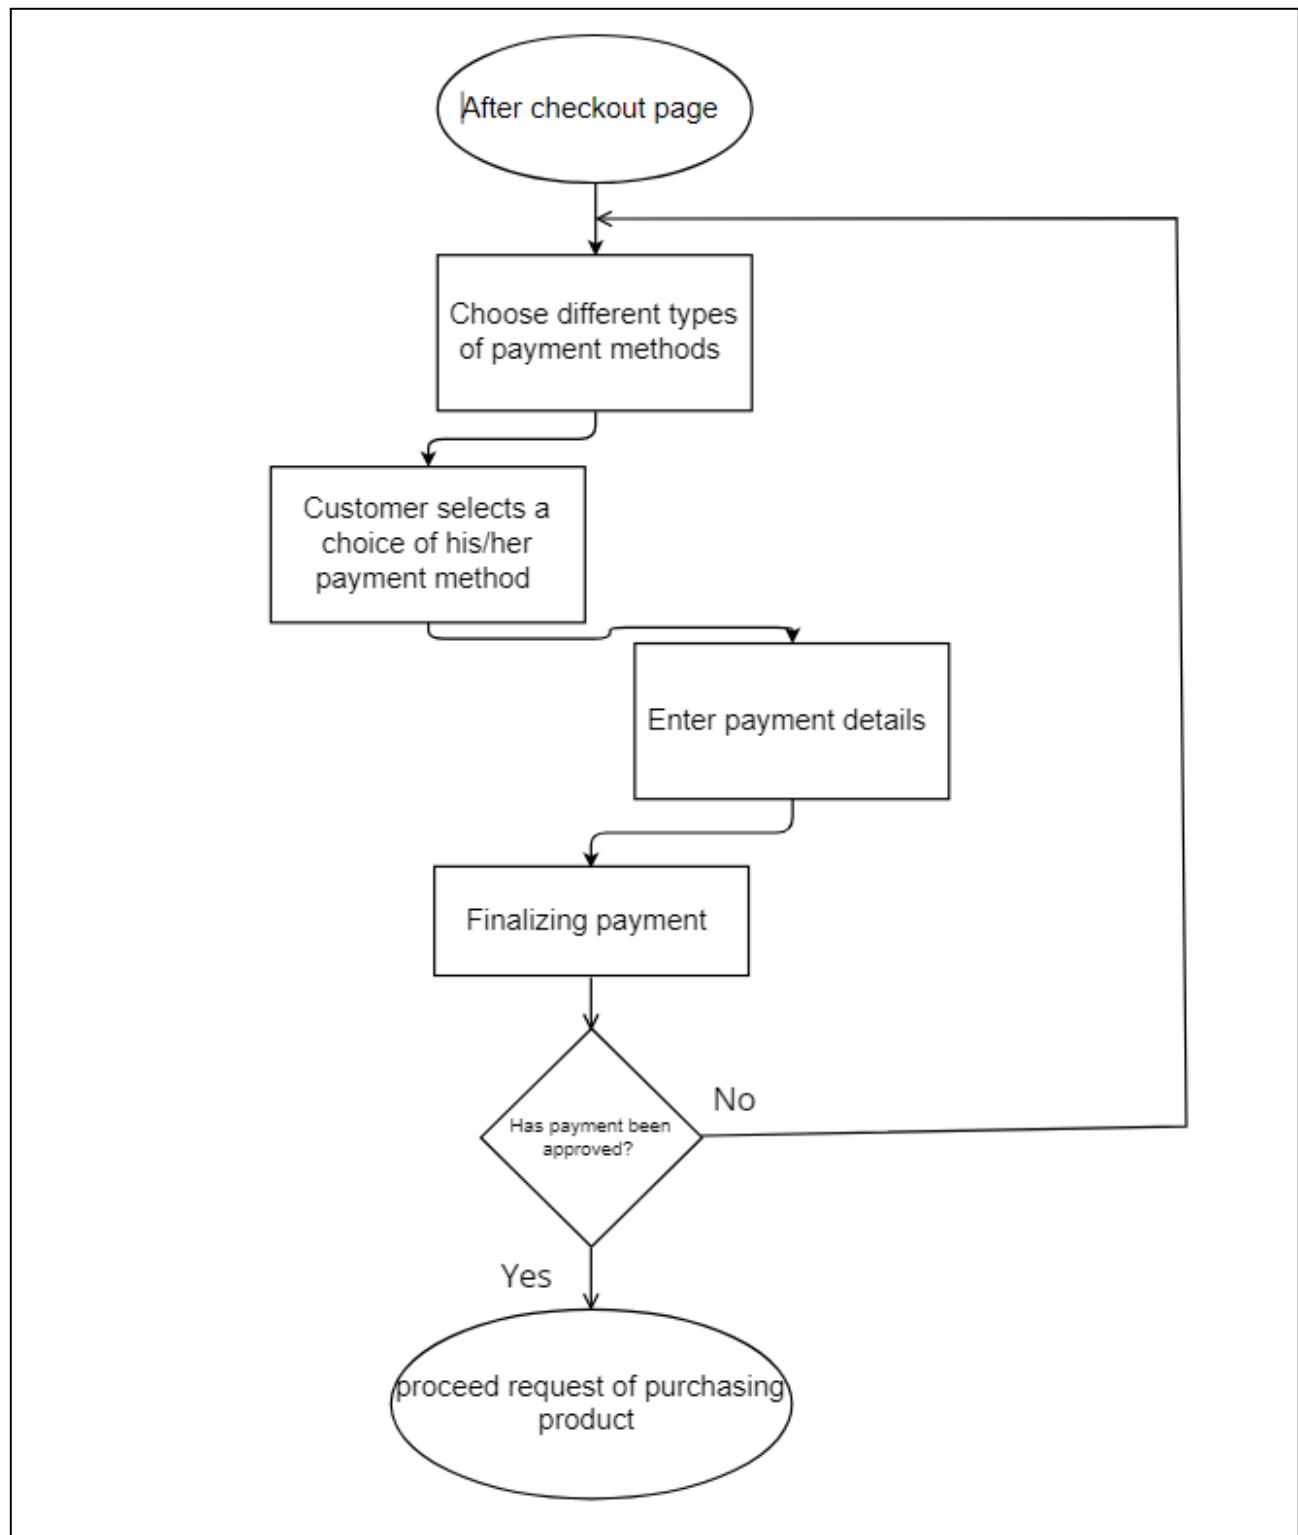 After checkout page
Choose different types
of payment methods
Customer selects a
choice of his/her
payment method
Enter payment details
Finalizing payment
Has payment been
approved?
No
Yes
proceed request of purchasing
product